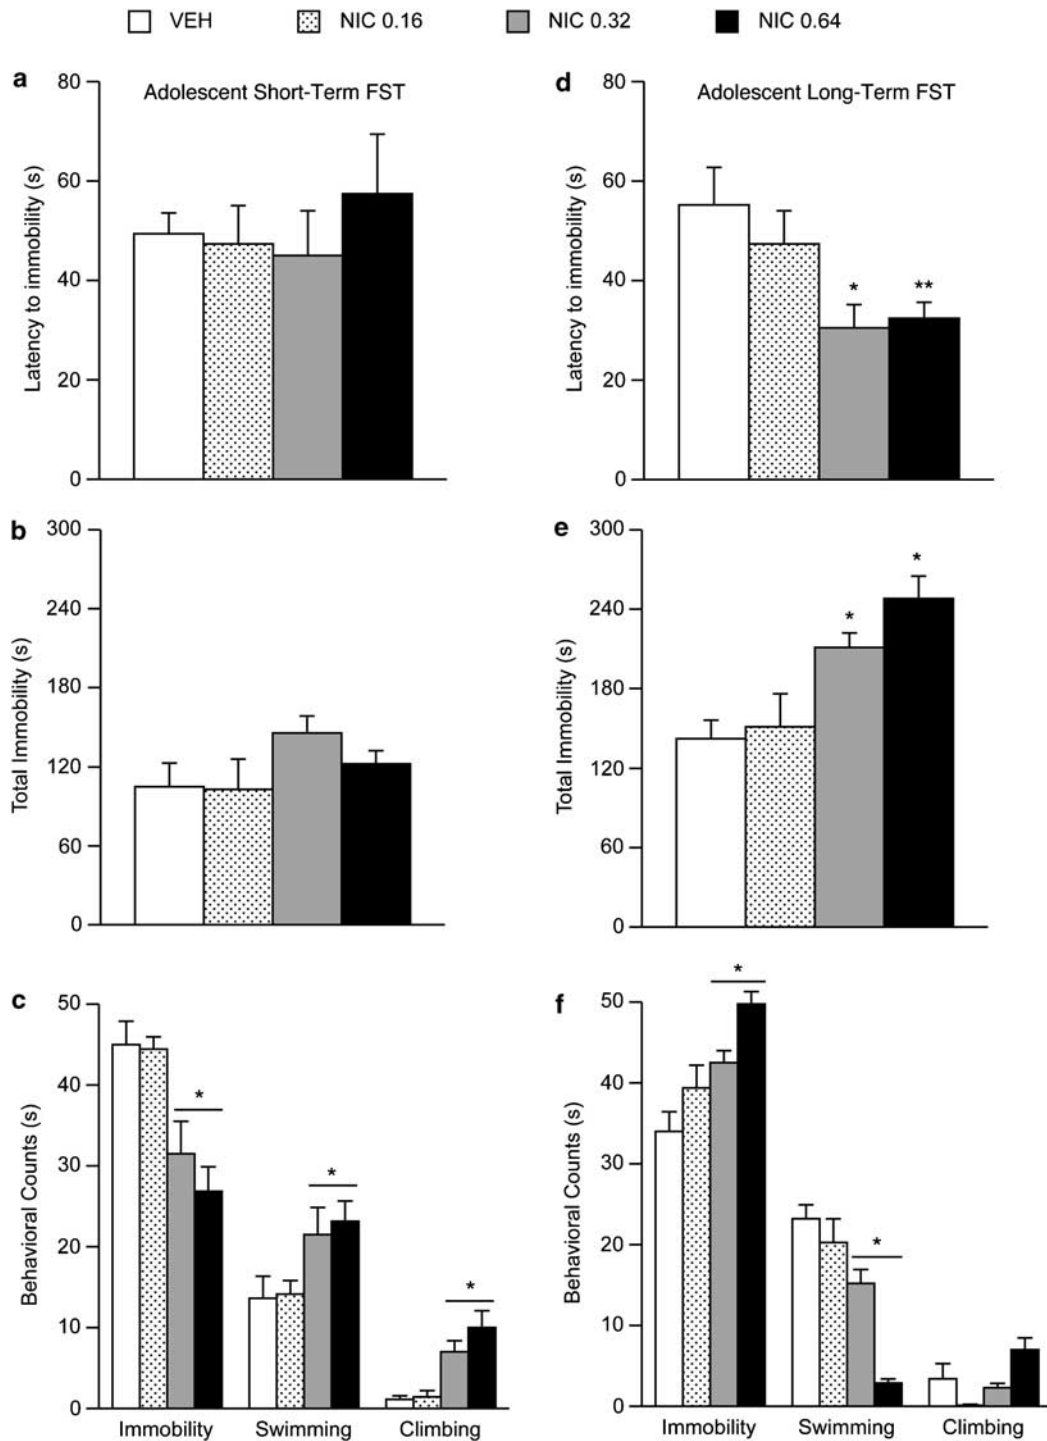 VEH NIC 0.16 NIC 0.32 NIC 0.64
a
Adolescent Short-Term FST
Latency to immobility (s)
80
60
40
20
0
d
Adolescent Long-Term FST
Latency to immobility (s)
80
60
40
20
0
* **
b
Total Immobility (s)
300
240
180
120
60
0
e
Total Immobility (s)
300
240
180
120
60
0
* *
c
Behavioral Counts (s)
50
40
30
20
10
0
* * *
Immobility Swimming Climbing
f
Behavioral Counts (s)
50
40
30
20
10
0
* *
Immobility Swimming Climbing